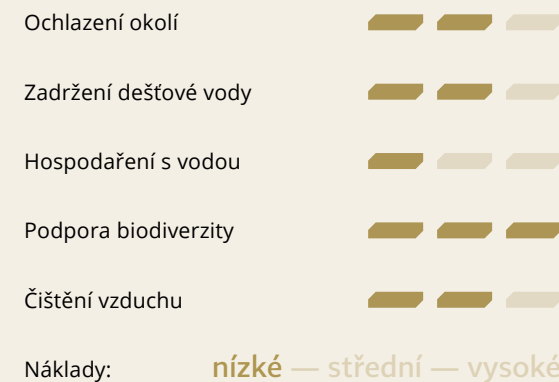 Ochlazení okolí
Zadržení dešťové vody
Hospodaření s vodou
Podpora biodiverzity
Čištění vzduchu
Náklady: nízké — střední — vysoké